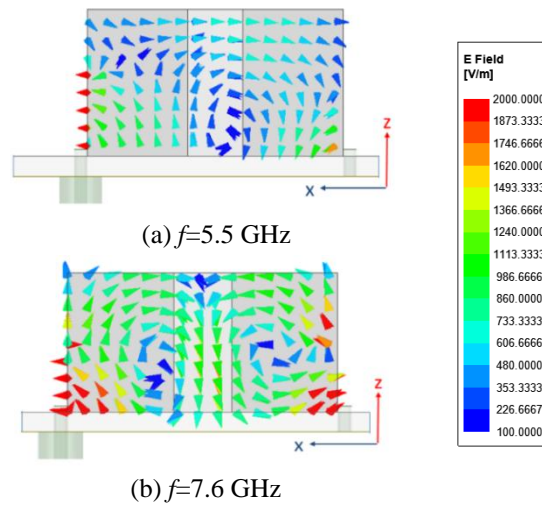 E Field
[V/m]
2000.0000
1873.3333
1746.6666
1620.0000
1493.3333
1366.6666
1240.0000
1113.3333
986.6666
860.0000
733.3333
606.6666
480.0000
353.3333
226.6667
100.0000
Z
X
(a) f=5.5 GHz
Z
X
(b) f=7.6 GHz